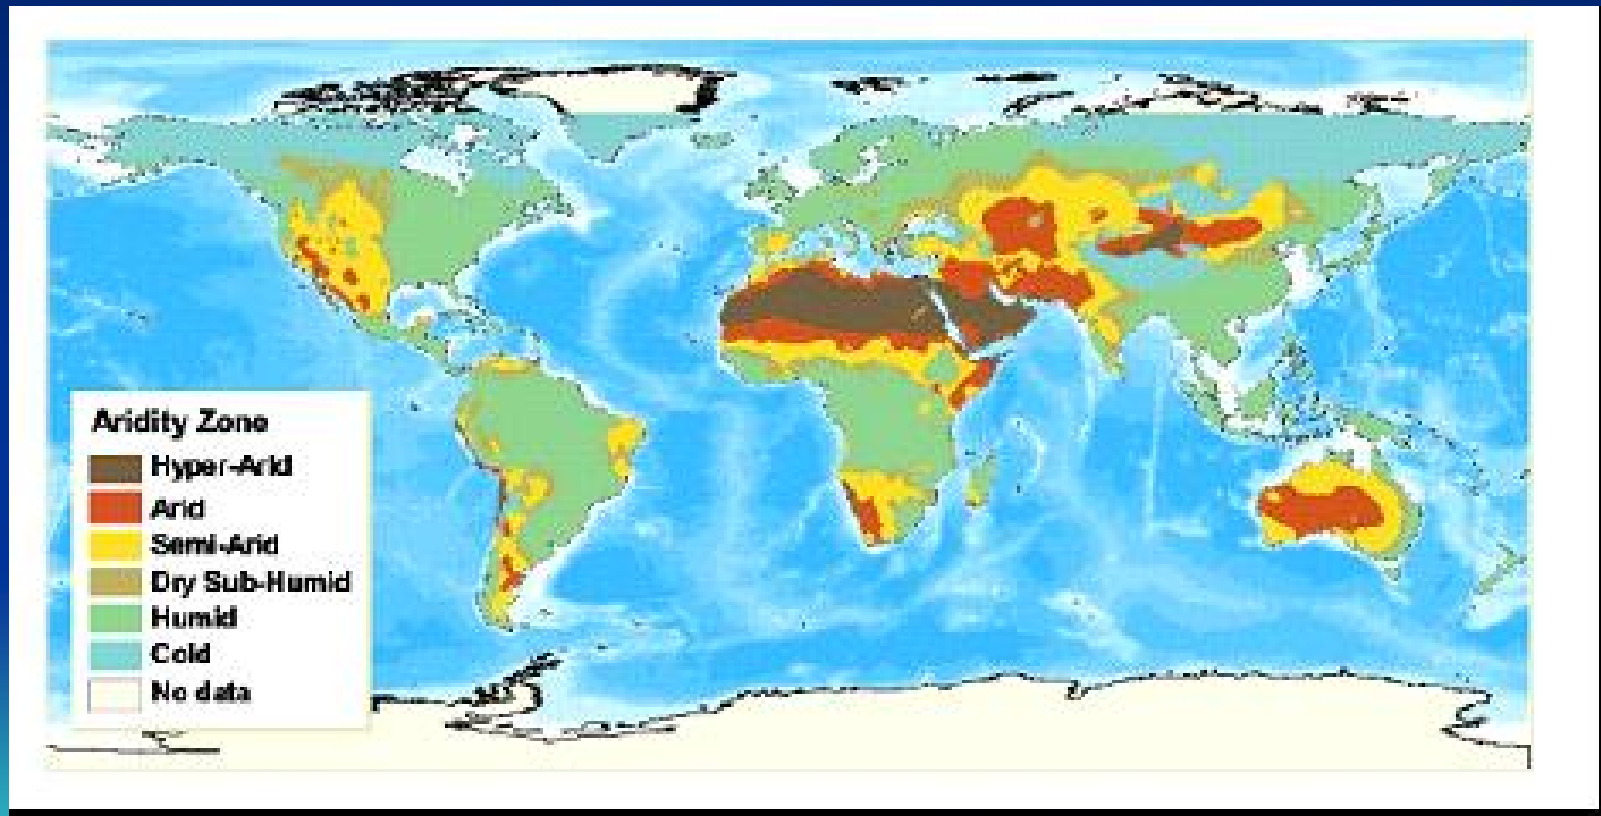 Aridity Zone
Hyper-Arid
Arid
Semi-Arid
Dry Sub-Humid
Humid
Cold
No data